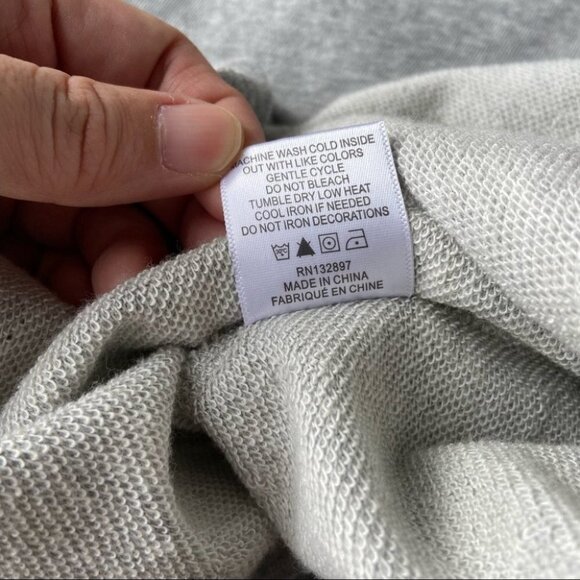 MACHINE WASH COLD INSIDE
OUT WITH LIKE COLORS
GENTLE CYCLE
DO NOT BLEACH
TUMBLE DRY LOW HEAT
COOL IRON IF NEEDED
DO NOT IRON DECORATIONS
RN132897
MADE IN CHINA
FABRIQUÉ EN CHINE